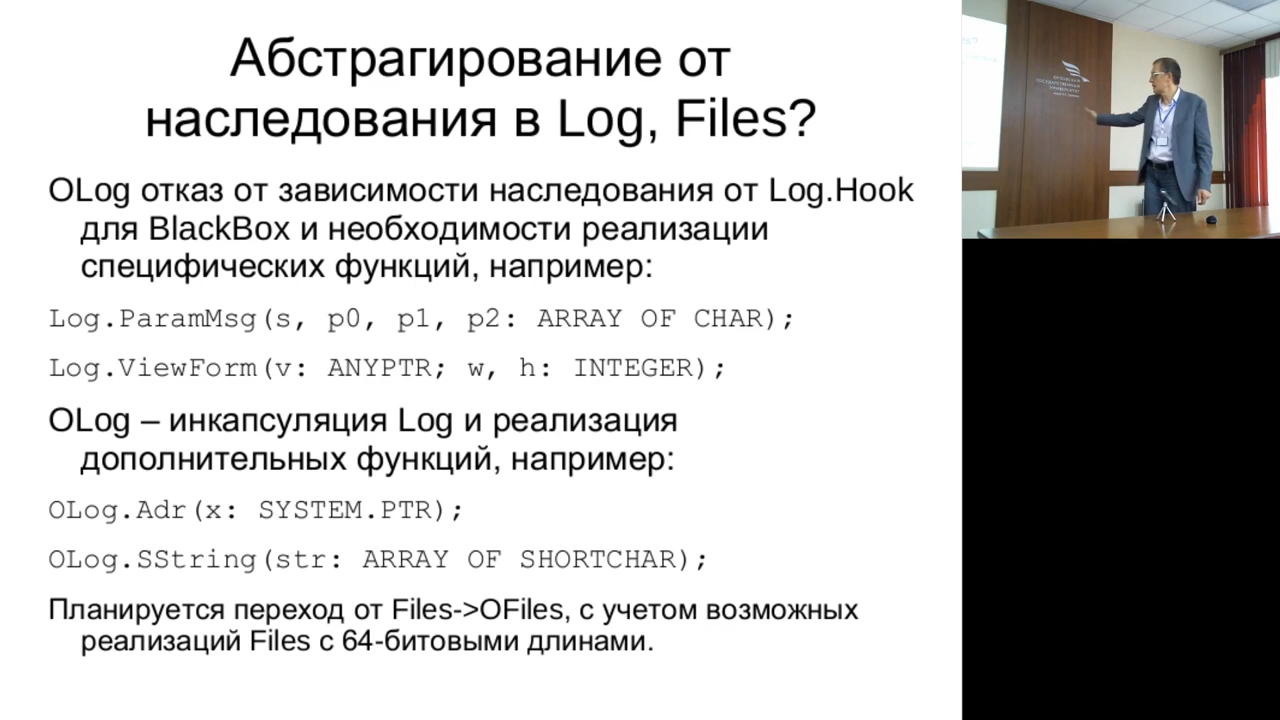 Абстрагирование от
наследования в Log, Files?
OLog отказ от зависимости наследования от Log.Hook
для BlackBox и необходимости реализации
специфических функций, например:
Log.ParamMsg(s, p0, p1, p2: ARRAY OF CHAR);
Log.ViewForm(v: ANYPTR; w, h: INTEGER);
OLog – инкапсуляция Log и реализация
дополнительных функций, например:
OLog.Adr(x: SYSTEM.PTR);
OLog.SString(str: ARRAY OF SHORTCHAR);
Планируется переход от Files->OFiles, с учетом возможных
реализаций Files с 64-битовыми длинами.
ОРЛОВСКИЙ
ГОСУДАРСТВЕННЫЙ
УНИВЕРСИТЕТ